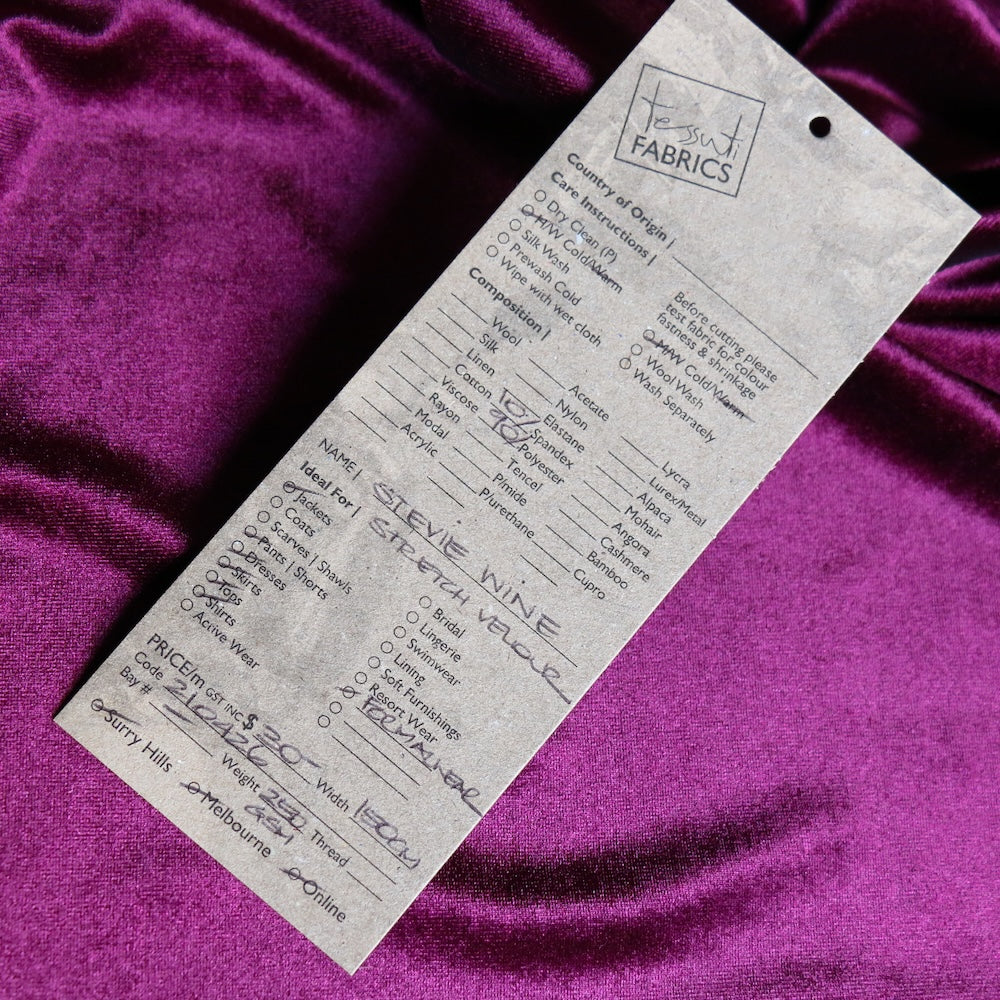 tessuti
FABRICS
Country of Origin |
Care Instructions |
Dry Clean (P)
H/W Cold/Warm
Silk Wash
Prewash Cold
Wipe with wet cloth
Before cutting please
test fabric for colour
fastness & shrinkage
M/W Cold/Warm
Wool Wash
Wash Separately
Composition |
Wool
Silk
Linen
Cotton
Viscose
Rayon
Modal
Acrylic
Acetate
Nylon
Elastane
10% Spandex
90% Polyester
Tencel
Pimide
P/urethane
Lycra
Lurex/Metal
Alpaca
Mohair
Angora
Cashmere
Bamboo
Cupro
NAME | STEVIE WINE
STRETCH VELOUR
Ideal For |
Jackets
Coats
Scarves | Shawls
Pants | Shorts
Dresses
Skirts
Tops
Shirts
Active Wear
Bridal
Lingerie
Swimwear
Lining
Soft Furnishings
Resort Wear
FORMALWEAR
PRICE/m GST INC $ 30- Width 150CM
Code 210426 Weight 250 GSM Thread
Bay # -
Surry Hills Melbourne Online